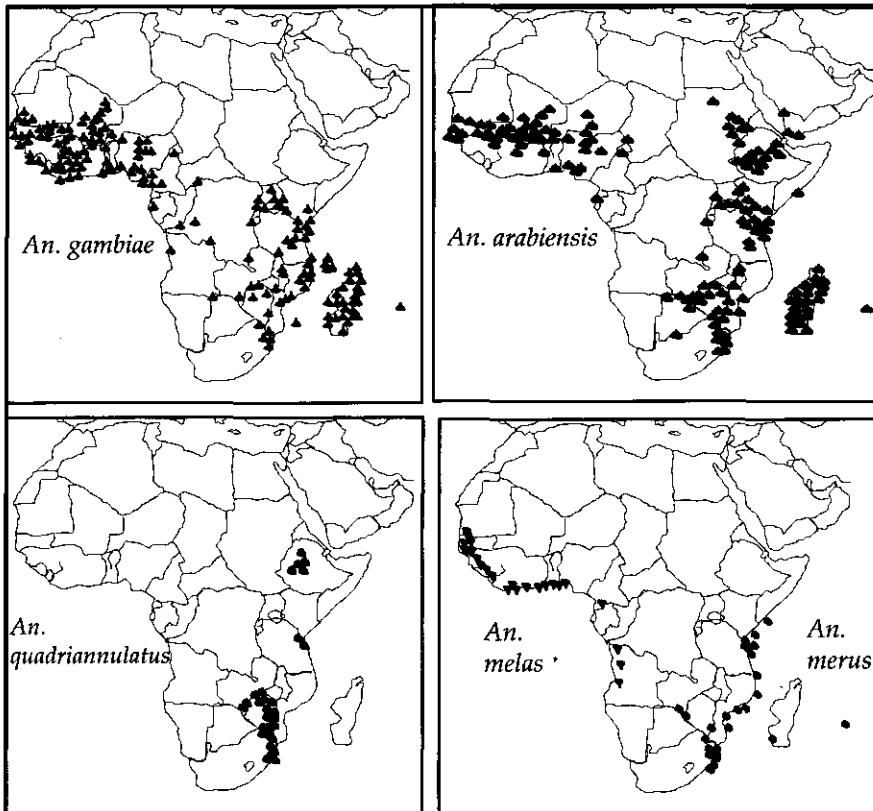 An. gambiae
An. arabiensis
An.
quadriannulatus
An.
melas
An.
merus